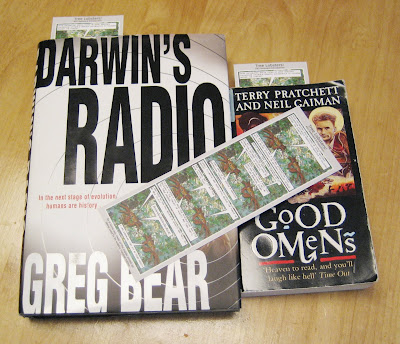 DARWIN'S
RADIO
In the next stage of evolution,
humans are history
GREG BEAR
TERRY PRATCHETT
AND NEIL GAIMAN
GOOD
OMENS
'Heaven to read, and you'll
laugh like hell' Time Out